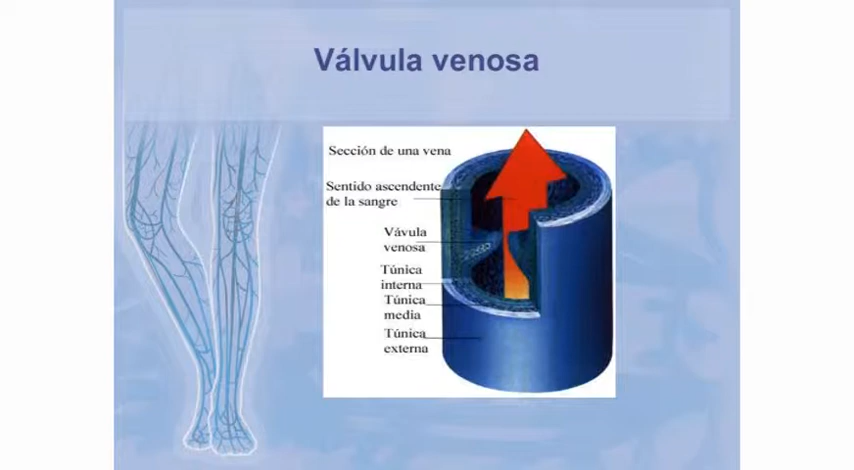 Válvula venosa
Sección de una vena
Sentido ascendente
de la sangre
Vávula
venosa
Túnica
interna
Túnica
media
Túnica
externa